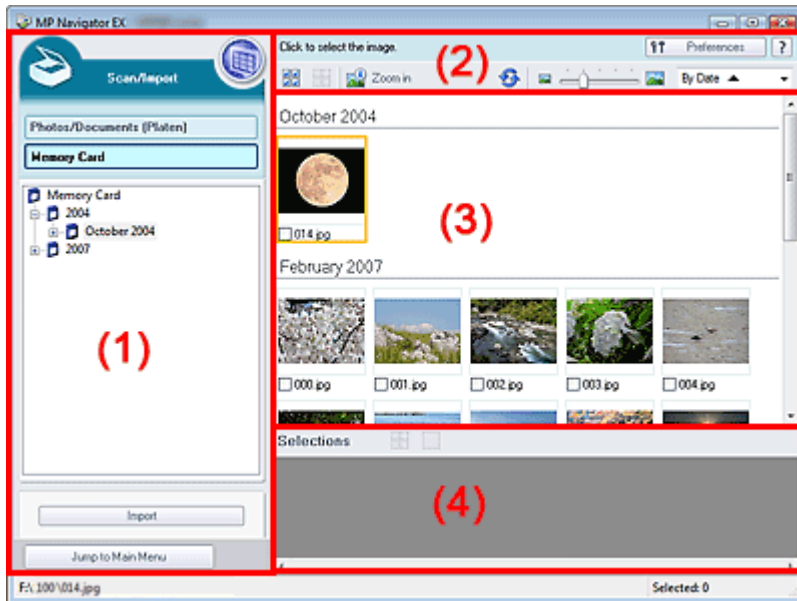 MP Navigator EX
Scan/Import
Photos/Documents (Platen)
Memory Card
Memory Card
2004
October 2004
2007
(1)
Import
Jump to Main Menu
Click to select the image.
Preferences
?
(2)
Zoom in
By Date
October 2004
014.jpg
(3)
February 2007
000.jpg
001.jpg
002.jpg
003.jpg
004.jpg
Selections
(4)
F:\ 100 \014.jpg
Selected: 0